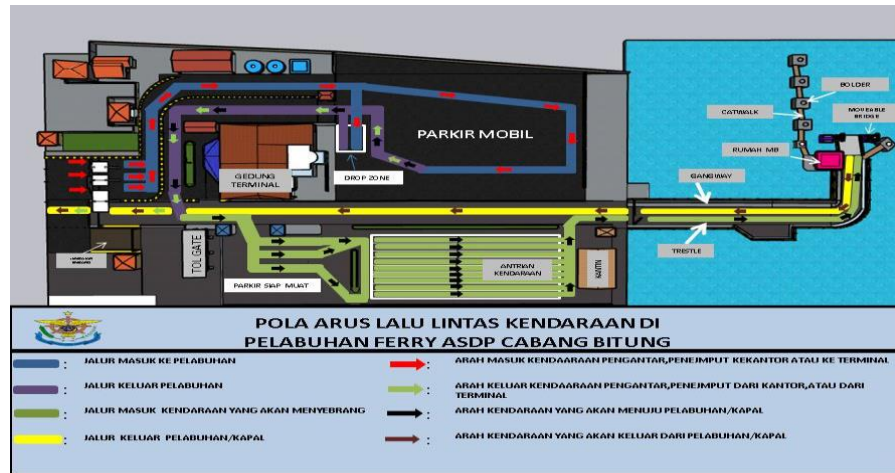 BOLDER
CATWALK
MOVEABLE
BRIDGE
PARKIR MOBIL
RUMAH MB
GEDUNG
TERMINAL
DROP ZONE
GANGWAY
TRESTLE
TOLGATE
ANTRIAN
KENDARAAN
KANTIN
PARKIR SIAP MUAT
POLA ARUS LALU LINTAS KENDARAAN DI
PELABUHAN FERRY ASDP CABANG BITUNG
: JALUR MASUK KE PELABUHAN
: JALUR KELUAR PELABUHAN
: JALUR MASUK KENDARAAN YANG AKAN MENYEBRANG
: JALUR KELUAR PELABUHAN/KAPAL
: ARAH MASUK KENDAARAAN PENGANTAR,PENEJMPUT KEKANTOR ATAU KE TERMINAL
: ARAH KELUAR KENDAARAAN PENGANTAR,PENEJMPUT DARI KANTOR,ATAU DARI
TERMINAL
: ARAH KENDARAAN YANG AKAN MENUJU PELABUHAN/KAPAL
: ARAH KENDARAAN YANG AKAN KELUAR DARI PELABUHAN/KAPAL